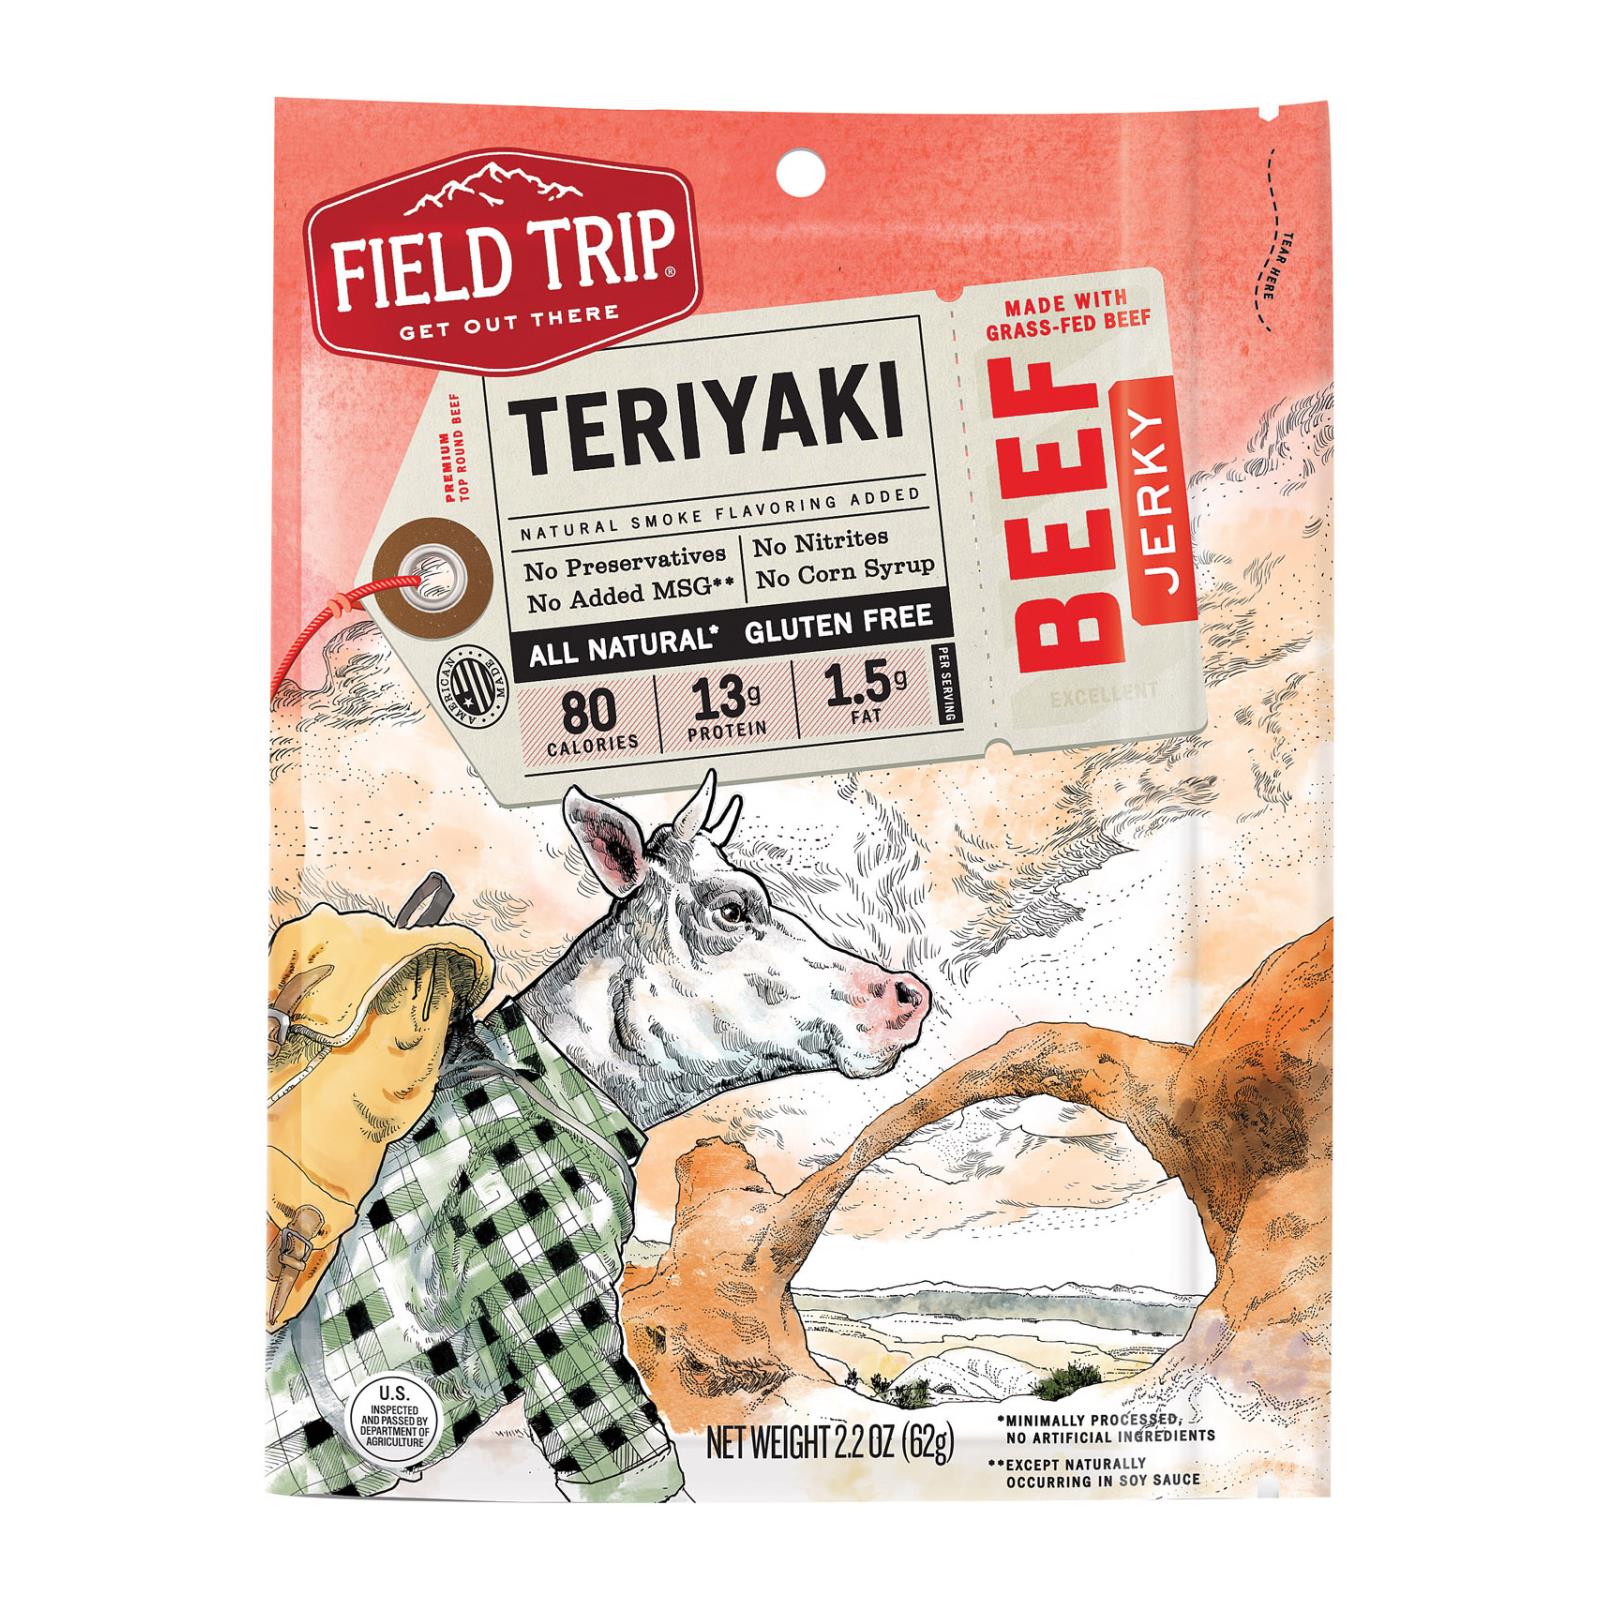 FIELD TRIP®
GET OUT THERE
PREMIUM
TOP ROUND BEEF
TERIYAKI
NATURAL SMOKE FLAVORING ADDED
No Preservatives
No Added MSG**
No Nitrites
No Corn Syrup
ALL NATURAL* GLUTEN FREE
80
CALORIES
13g
PROTEIN
1.5g
FAT
PER SERVING
AMERICAN MADE
MADE WITH
GRASS-FED BEEF
BEEF
JERKY
EXCELLENT
TEAR HERE
U.S.
INSPECTED
AND PASSED BY
DEPARTMENT OF
AGRICULTURE
NET WEIGHT 2.2 OZ (62g)
*MINIMALLY PROCESSED,
NO ARTIFICIAL INGREDIENTS
**EXCEPT NATURALLY
OCCURRING IN SOY SAUCE